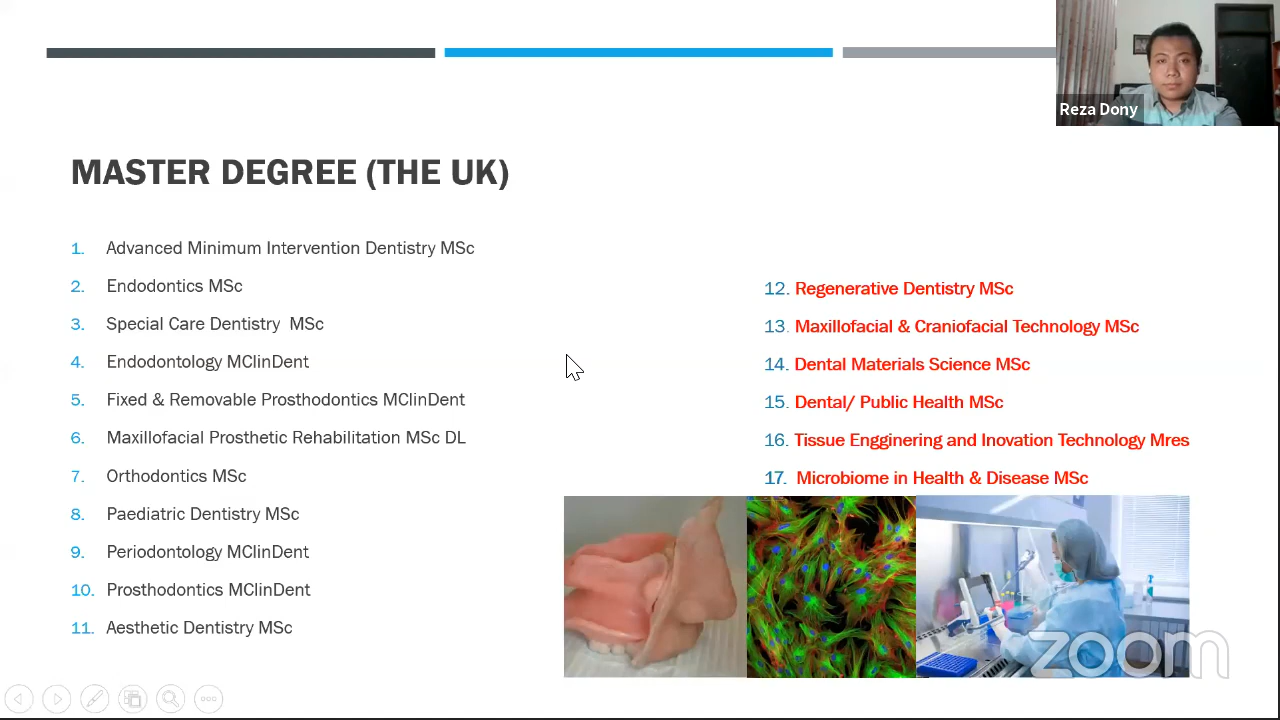 Reza Dony
MASTER DEGREE (THE UK)
1. Advanced Minimum Intervention Dentistry MSc
2. Endodontics MSc
3. Special Care Dentistry MSc
4. Endodontology MClinDent
5. Fixed & Removable Prosthodontics MClinDent
6. Maxillofacial Prosthetic Rehabilitation MSc DL
7. Orthodontics MSc
8. Paediatric Dentistry MSc
9. Periodontology MClinDent
10. Prosthodontics MClinDent
11. Aesthetic Dentistry MSc
12. Regenerative Dentistry MSc
13. Maxillofacial & Craniofacial Technology MSc
14. Dental Materials Science MSc
15. Dental/ Public Health MSc
16. Tissue Engginering and Inovation Technology Mres
17. Microbiome in Health & Disease MSc
zoom